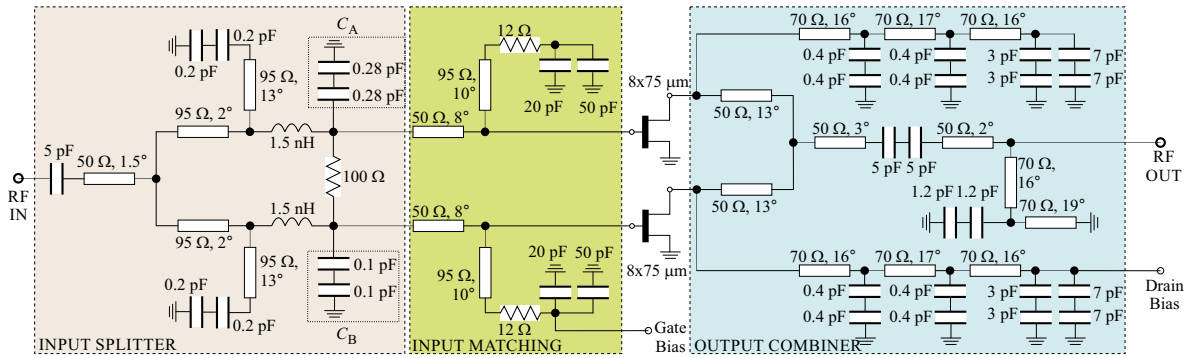 RF
IN
5 pF
50 Ω, 1.5°
95 Ω, 2°
0.2 pF
0.2 pF
95 Ω,
13°
1.5 nH
C_A
0.28 pF
0.28 pF
100 Ω
95 Ω, 2°
1.5 nH
95 Ω,
13°
0.2 pF
0.2 pF
0.1 pF
0.1 pF
C_B
INPUT SPLITTER
50 Ω, 8°
95 Ω,
10°
12 Ω
20 pF
50 pF
50 Ω, 8°
95 Ω,
10°
12 Ω
20 pF
50 pF
Gate
Bias
INPUT MATCHING
8x75 μm
8x75 μm
70 Ω, 16°
70 Ω, 17°
70 Ω, 16°
0.4 pF
0.4 pF
0.4 pF
0.4 pF
3 pF
3 pF
7 pF
7 pF
50 Ω, 13°
50 Ω, 13°
50 Ω, 3°
5 pF
5 pF
50 Ω, 2°
70 Ω,
16°
1.2 pF
1.2 pF
70 Ω, 19°
RF
OUT
70 Ω, 16°
70 Ω, 17°
70 Ω, 16°
0.4 pF
0.4 pF
0.4 pF
0.4 pF
3 pF
3 pF
7 pF
7 pF
Drain
Bias
OUTPUT COMBINER